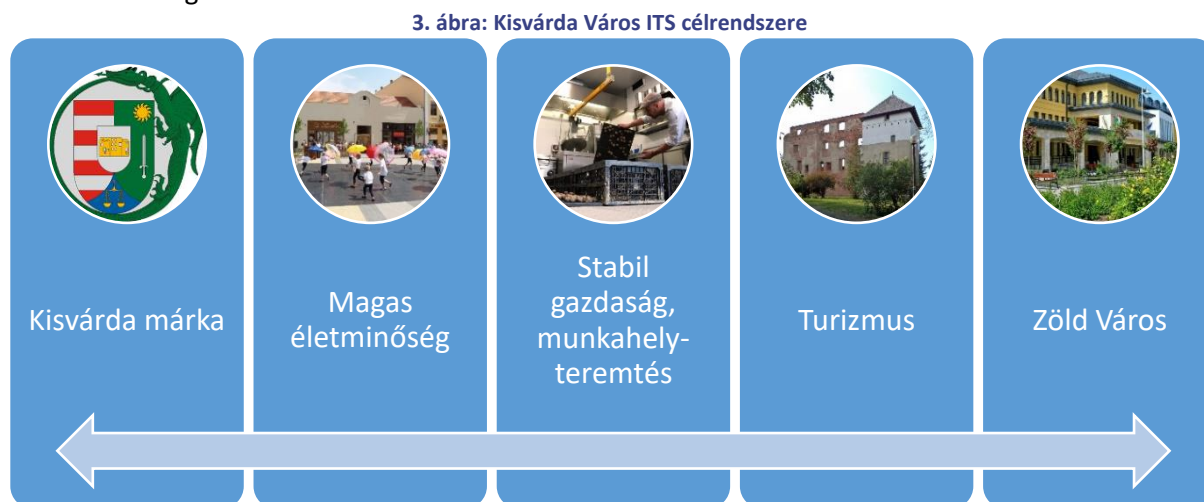 g
3. ábra: Kisvárda Város ITS célrendszere
Kisvárda márka
Magas
életminőség
Stabil
gazdaság,
munkahely-
teremtés
Turizmus
Zöld Város